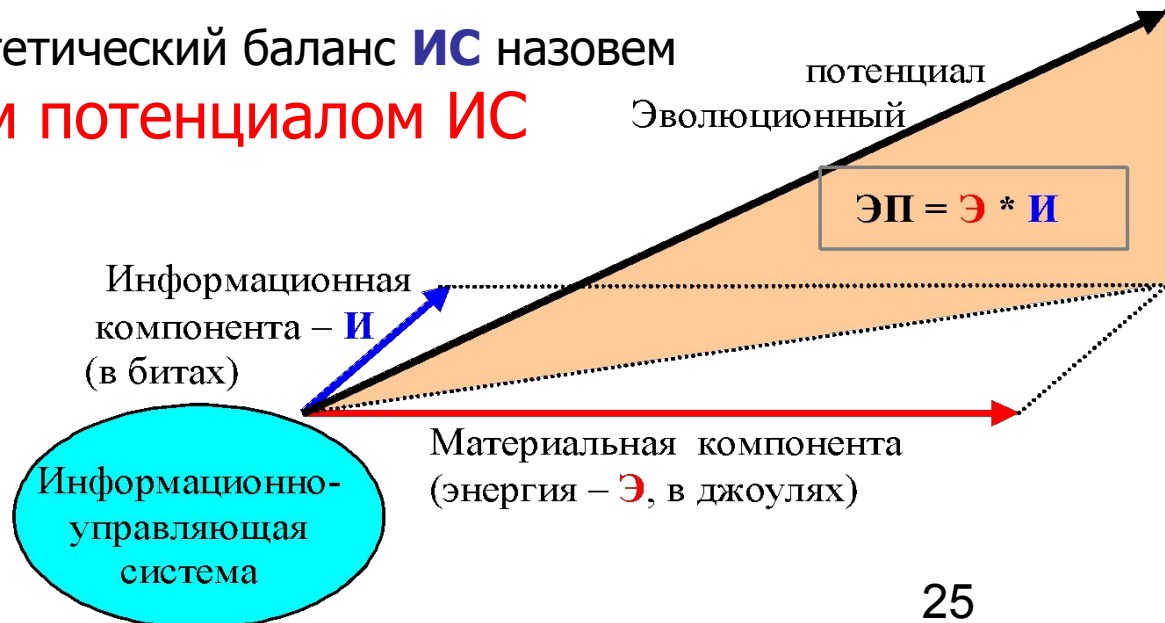 гетический баланс ИС назовем
м потенциалом ИС
потенциал
Эволюционный
ЭП = Э * И
Информационная
компонента – И
(в битах)
Материальная компонента
(энергия – Э, в джоулях)
Информационно-
управляющая
система
25